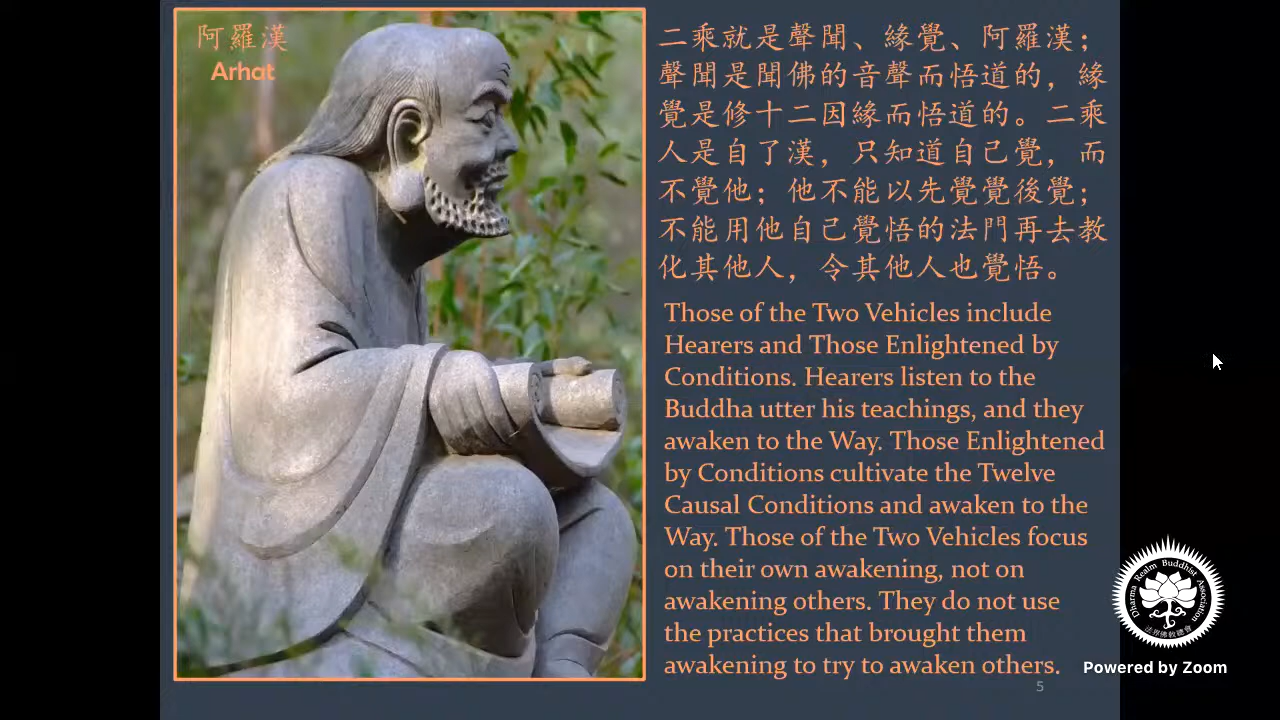 阿羅漢
Arhat
二乘就是聲聞、緣覺、阿羅漢；
聲聞是聞佛的音聲而悟道的，緣
覺是修十二因緣而悟道的。二乘
人是自了漢，只知道自己覺，而
不覺他；他不能以先覺覺後覺；
不能用他自己覺悟的法門再去教
化其他人，令其他人也覺悟。
Those of the Two Vehicles include
Hearers and Those Enlightened by
Conditions. Hearers listen to the
Buddha utter his teachings, and they
awaken to the Way. Those Enlightened
by Conditions cultivate the Twelve
Causal Conditions and awaken to the
Way. Those of the Two Vehicles focus
on their own awakening, not on
awakening others. They do not use
the practices that brought them
awakening to try to awaken others.
5
Dharma Realm Buddhist Association
法界佛教總會
Powered by Zoom